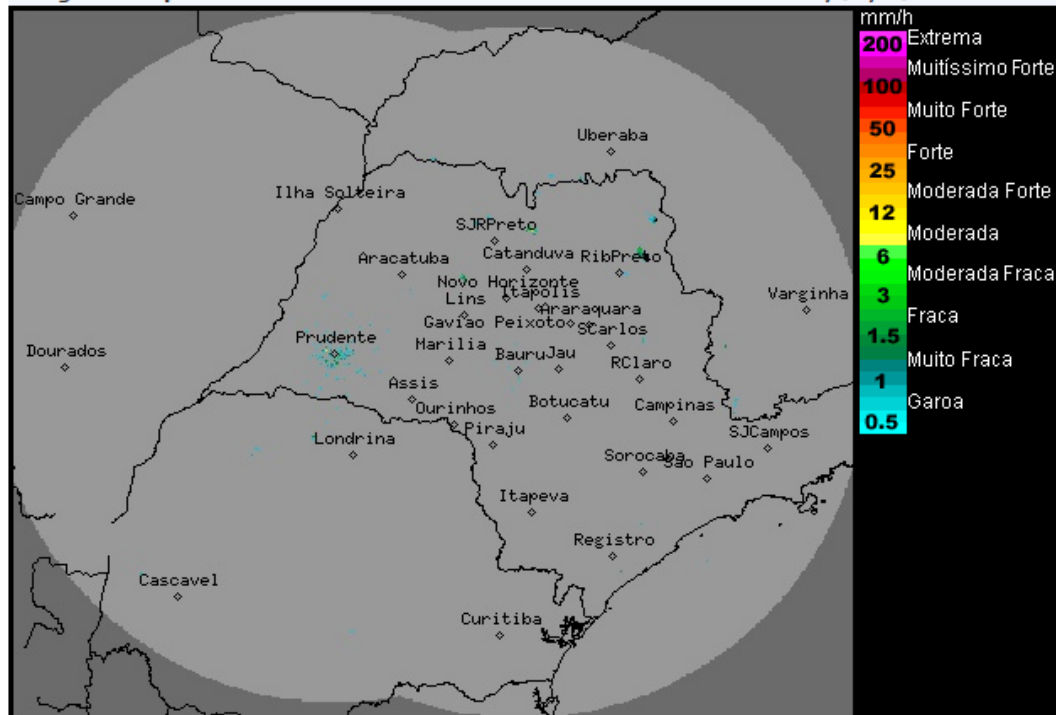 mm/h
200 Extrema
Muitíssimo Forte
100
Muito Forte
50
Forte
25
Moderada Forte
12
Moderada
6
Moderada Fraca
3
Fraca
1.5
Muito Fraca
1
Garoa
0.5
Uberaba
Campo Grande
Ilha Solteira
SJRPreto
Catanduva
RibPreto
Aracatuba
Novo Horizonte
Itapolis
Varginha
Lins
Araraquara
Gaviao Peixoto
SCarlos
Prudente
Marilia
Dourados
Bauru
Jau
RClaro
Assis
Ourinhos
Botucatu
Campinas
Piraju
Londrina
SJCampos
Sorocaba
Sao Paulo
Itapeva
Registro
Cascavel
Curitiba